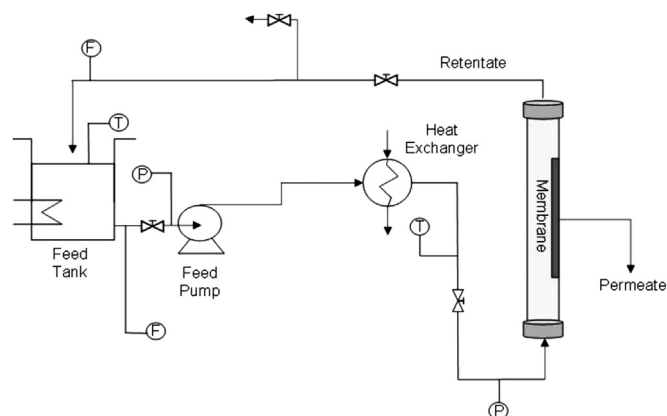 F
Retentate
T
Heat
Exchanger
P
Membrane
T
Feed
Tank
Feed
Pump
Permeate
F
P